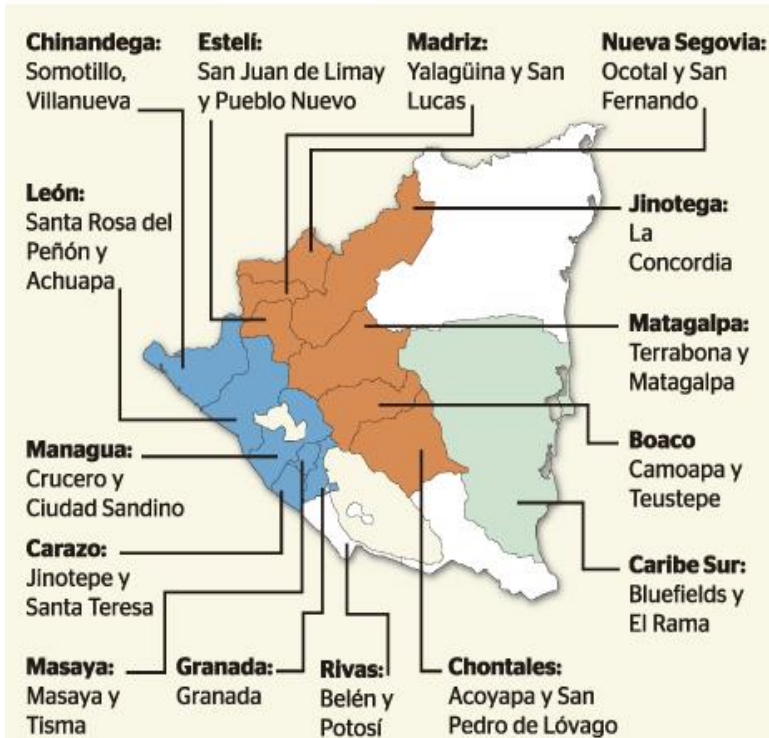 Chinandega:
Somotillo,
Villanueva
Estelí:
San Juan de Limay
y Pueblo Nuevo
Madriz:
Yalagüina y San
Lucas
Nueva Segovia:
Ocotal y San
Fernando
León:
Santa Rosa del
Peñón y
Achuapa
Jinotega:
La
Concordia
Matagalpa:
Terrabona y
Matagalpa
Managua:
Crucero y
Ciudad Sandino
Boaco
Camoapa y
Teustepe
Carazo:
Jinotepe y
Santa Teresa
Caribe Sur:
Bluefields y
El Rama
Masaya:
Masaya y
Tisma
Granada:
Granada
Rivas:
Belén y
Potosí
Chontales:
Acoyapa y San
Pedro de Lóvago